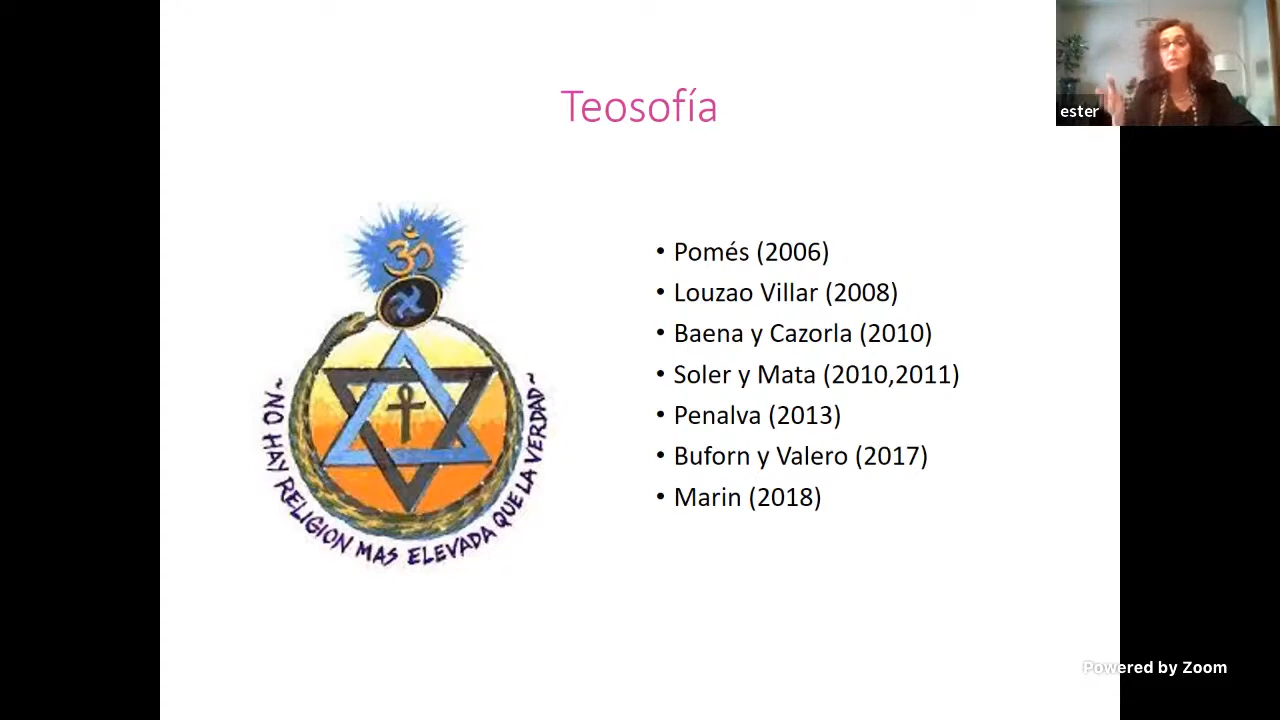 ester
Teosofía
ॐ
~NO HAY RELIGION MAS ELEVADA QUE LA VERDAD~
• Pomés (2006)
• Louzao Villar (2008)
• Baena y Cazorla (2010)
• Soler y Mata (2010,2011)
• Penalva (2013)
• Buforn y Valero (2017)
• Marin (2018)
Powered by Zoom